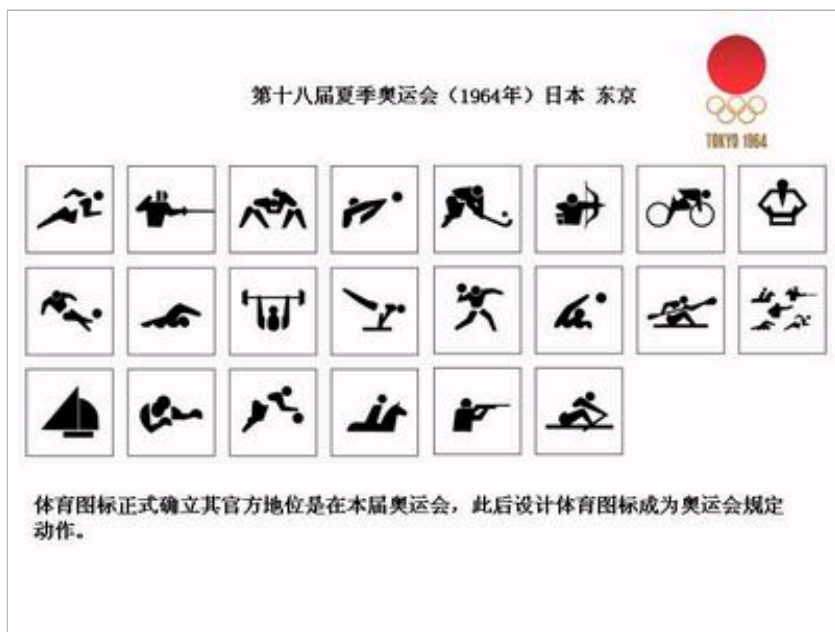 第十八届夏季奥运会（1964年）日本 东京
TOKYO 1964
体育图标正式确立其官方地位是在本届奥运会，此后设计体育图标成为奥运会规定
动作。